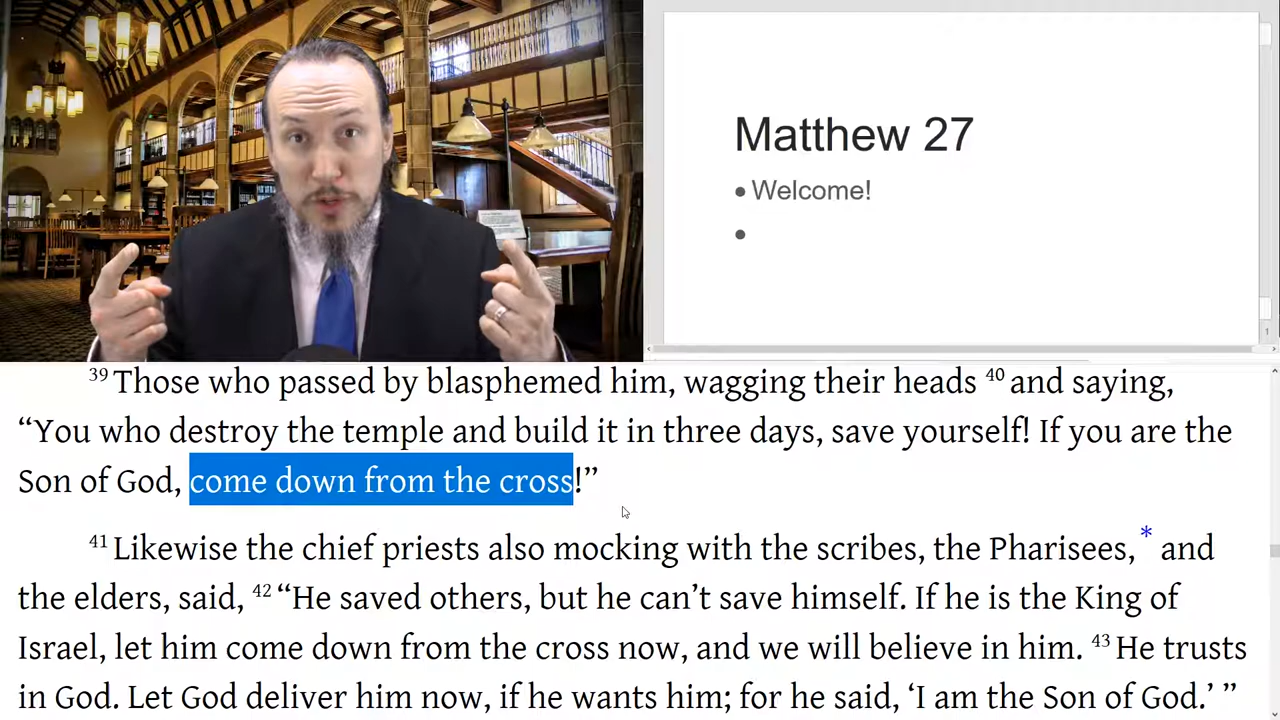 Matthew 27
• Welcome!
•
1
39 Those who passed by blasphemed him, wagging their heads 40 and saying,
“You who destroy the temple and build it in three days, save yourself! If you are the
Son of God, come down from the cross!”
41 Likewise the chief priests also mocking with the scribes, the Pharisees,* and
the elders, said, 42 “He saved others, but he can’t save himself. If he is the King of
Israel, let him come down from the cross now, and we will believe in him. 43 He trusts
in God. Let God deliver him now, if he wants him; for he said, ‘I am the Son of God.’ ”